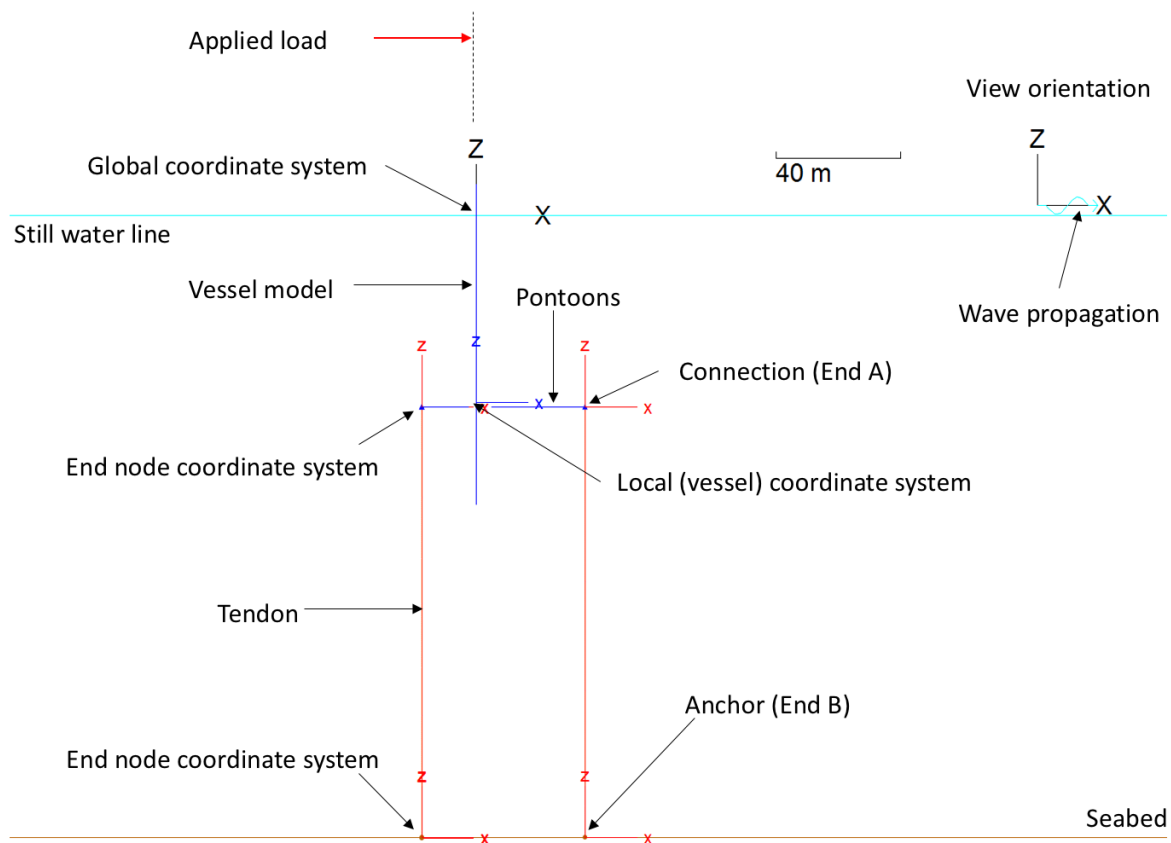 Applied load
View orientation
Z
Z
Global coordinate system
40 m
X
X
Still water line
Vessel model
Pontoons
Wave propagation
z
z
z
Connection (End A)
x
x
x
End node coordinate system
Local (vessel) coordinate system
Tendon
Anchor (End B)
End node coordinate system
z
z
Seabed
x
x